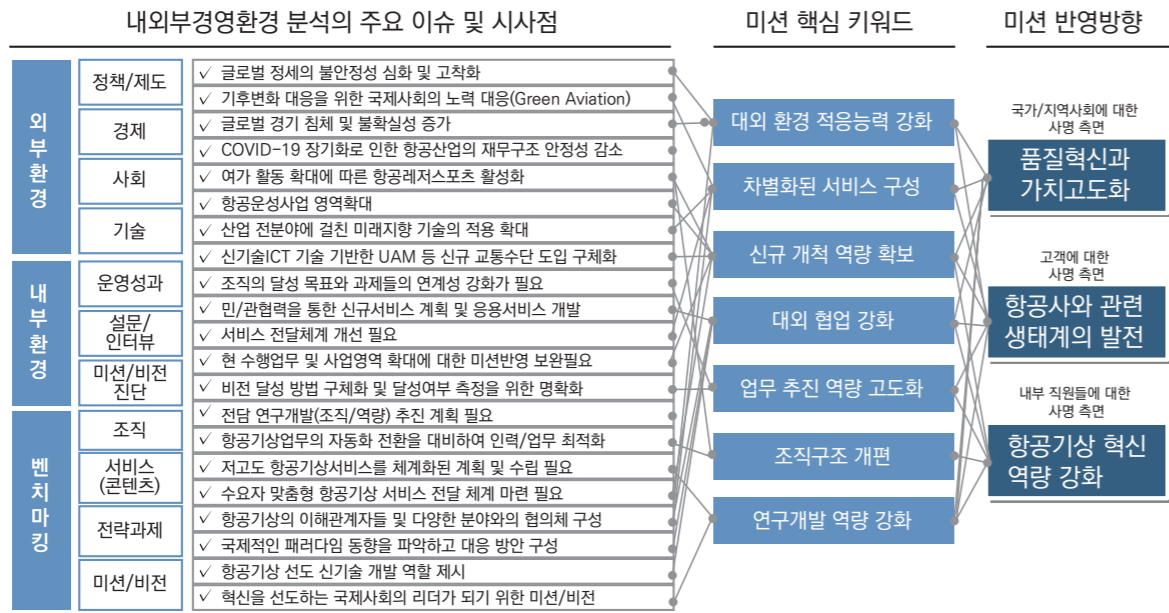 내외부경영환경 분석의 주요 이슈 및 시사점
미션 핵심 키워드
미션 반영방향
외부환경
정책/제도
경제
사회
기술
✓ 글로벌 정세의 불안정성 심화 및 고착화
✓ 기후변화 대응을 위한 국제사회의 노력 대응(Green Aviation)
✓ 글로벌 경기 침체 및 불확실성 증가
✓ COVID-19 장기화로 인한 항공산업의 재무구조 안정성 감소
✓ 여가 활동 확대에 따른 항공레저스포츠 활성화
✓ 항공운성사업 영역확대
✓ 산업 전분야에 걸친 미래지향 기술의 적용 확대
✓ 신기술ICT 기술 기반한 UAM 등 신규 교통수단 도입 구체화
내부환경
운영성과
설문/
인터뷰
미션/비전
진단
✓ 조직의 달성 목표와 과제들의 연계성 강화가 필요
✓ 민/관협력을 통한 신규서비스 계획 및 응용서비스 개발
✓ 서비스 전달체계 개선 필요
✓ 현 수행업무 및 사업영역 확대에 대한 미션반영 보완필요
✓ 비전 달성 방법 구체화 및 달성여부 측정을 위한 명확화
벤치마킹
조직
서비스
(콘텐츠)
전략과제
미션/비전
✓ 전담 연구개발(조직/역량) 추진 계획 필요
✓ 항공기상업무의 자동화 전환을 대비하여 인력/업무 최적화
✓ 저고도 항공기상서비스를 체계화된 계획 및 수립 필요
✓ 수요자 맞춤형 항공기상 서비스 전달 체계 마련 필요
✓ 항공기상의 이해관계자들 및 다양한 분야와의 협의체 구성
✓ 국제적인 패러다임 동향을 파악하고 대응 방안 구성
✓ 항공기상 선도 신기술 개발 역할 제시
✓ 혁신을 선도하는 국제사회의 리더가 되기 위한 미션/비전
대외 환경 적응능력 강화
차별화된 서비스 구성
신규 개척 역량 확보
대외 협업 강화
업무 추진 역량 고도화
조직구조 개편
연구개발 역량 강화
국가/지역사회에 대한
사명 측면
품질혁신과
가치고도화
고객에 대한
사명 측면
항공사와 관련
생태계의 발전
내부 직원들에 대한
사명 측면
항공기상 혁신
역량 강화